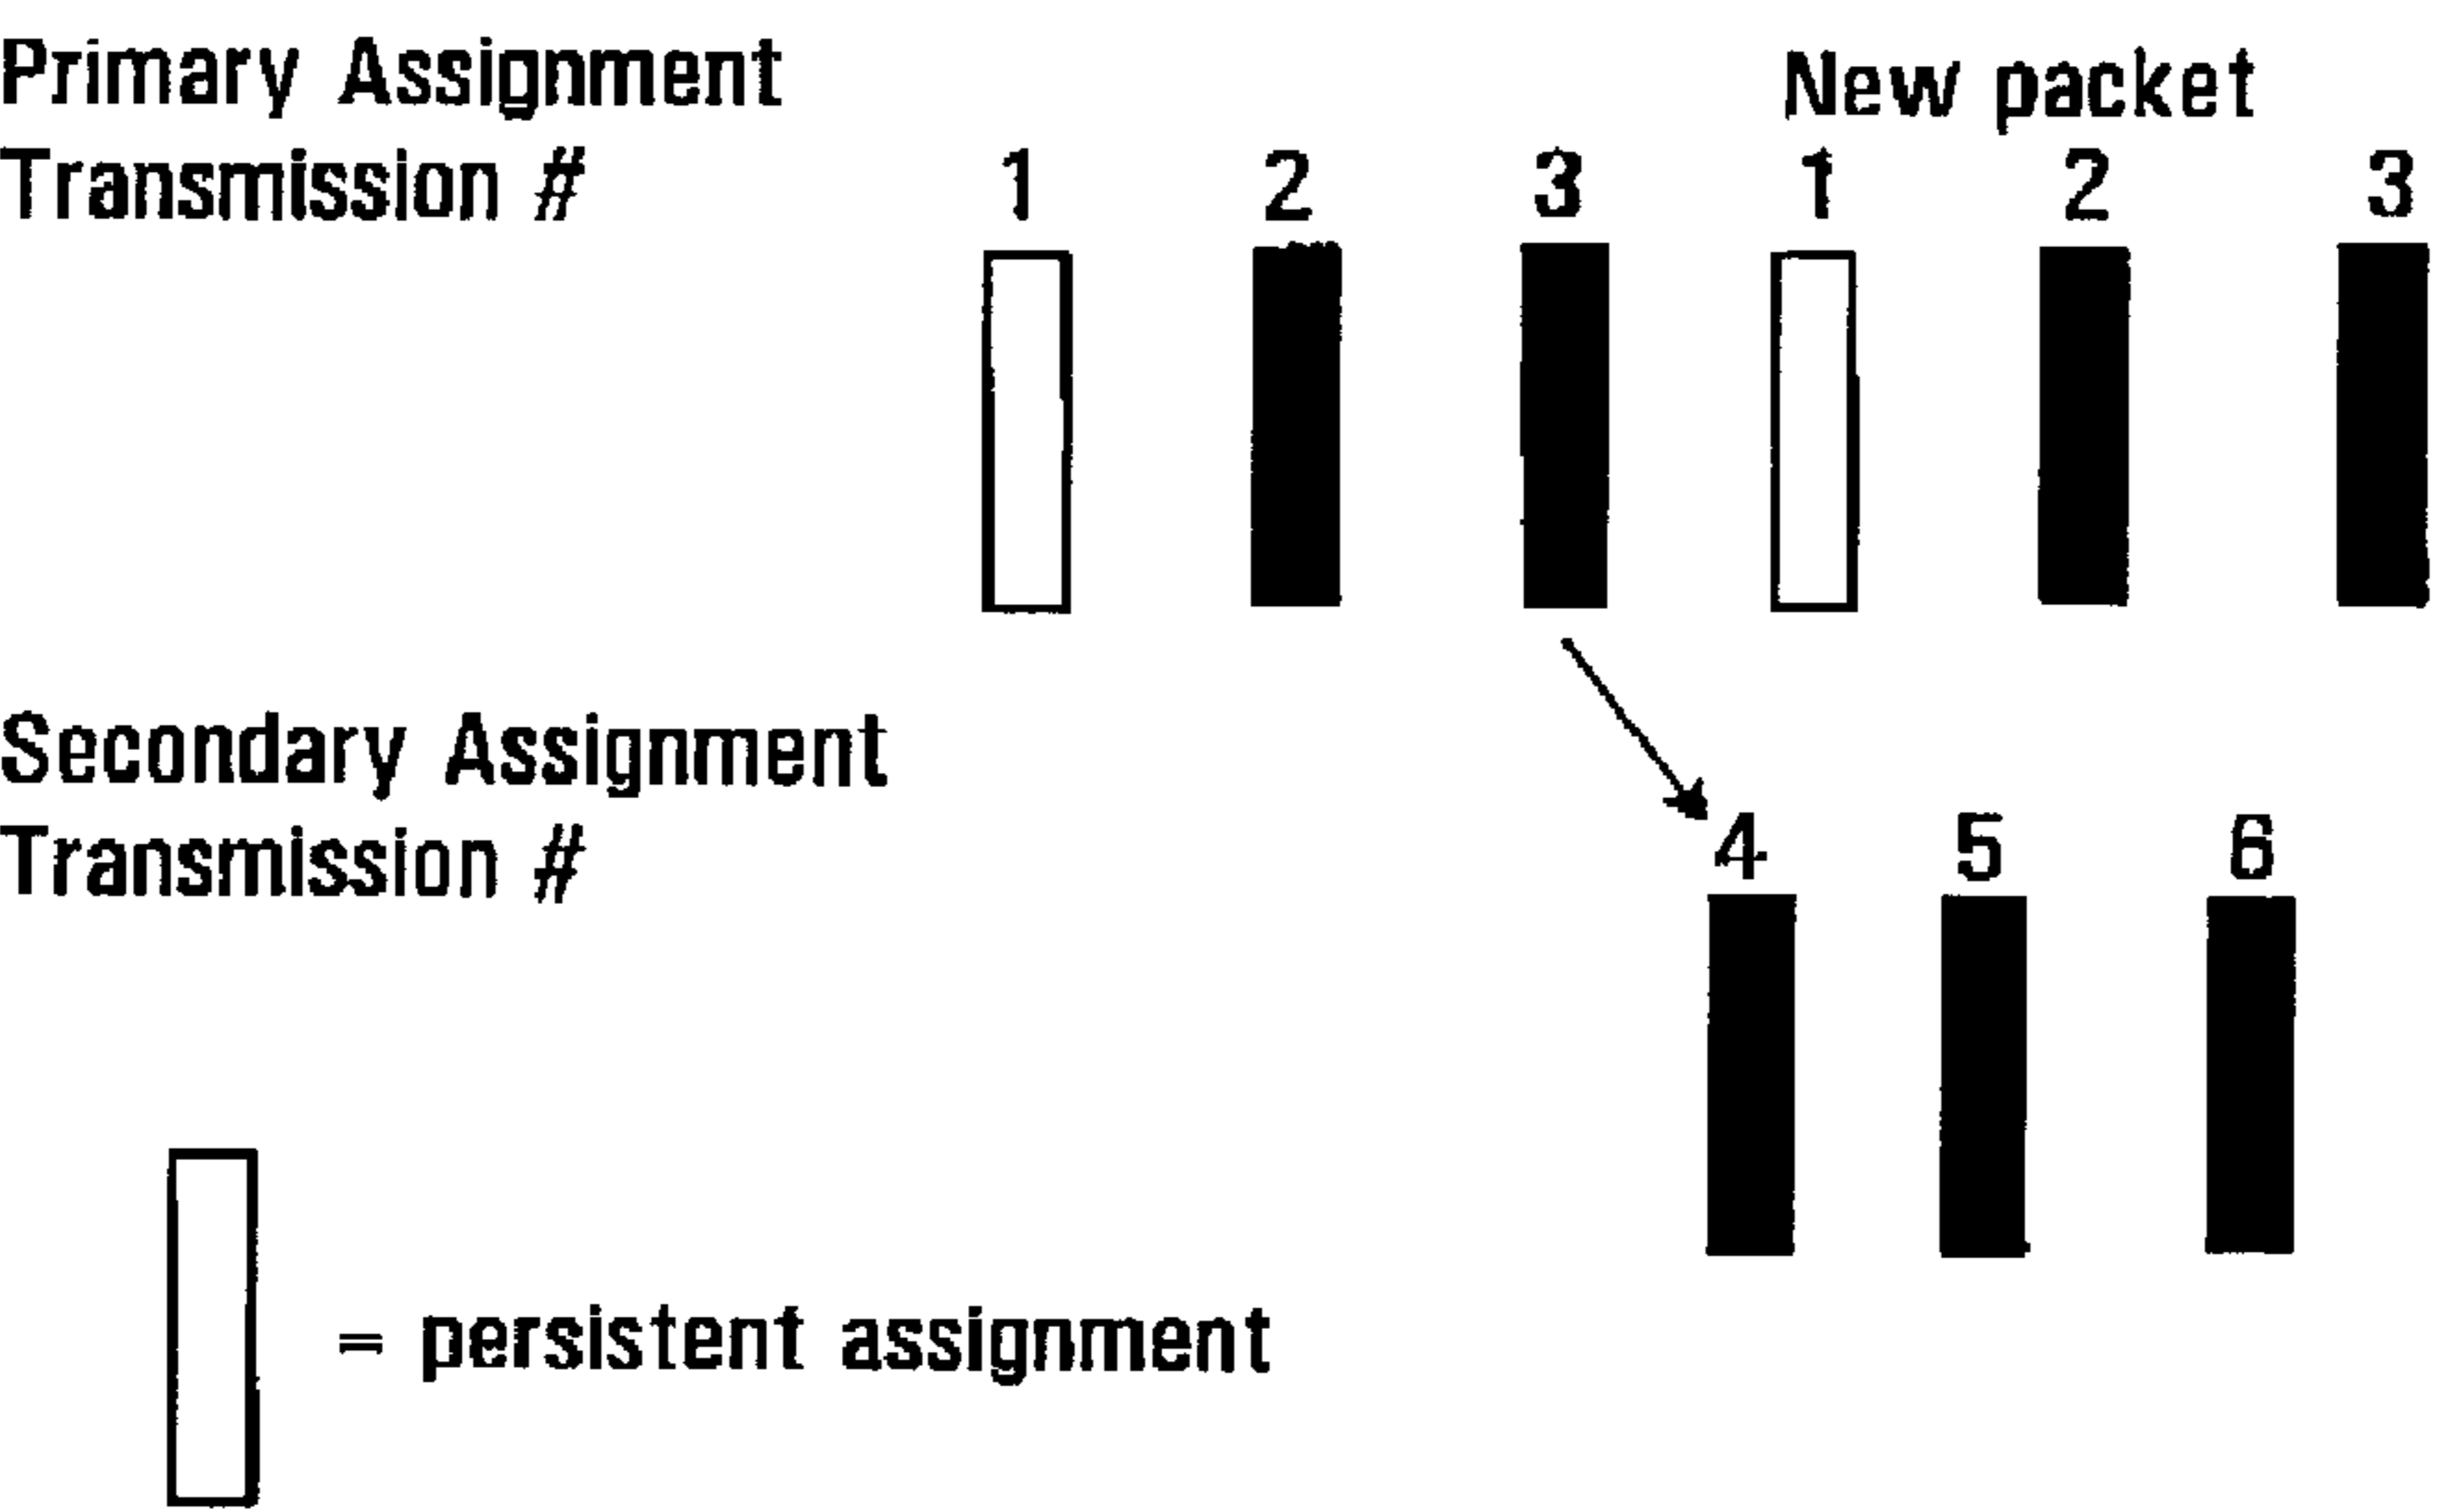 Primary Assignment
New packet
Transmission # 1 2 3 1 2 3
Secondary Assignment
Transmission # 4 5 6
= persistent assignment